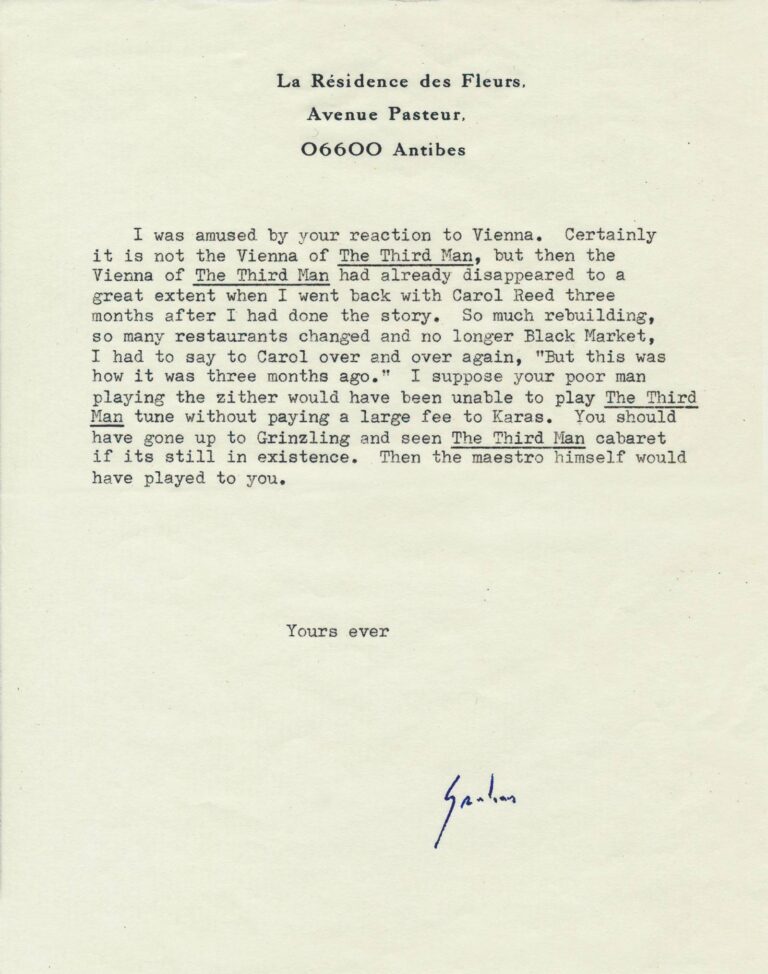 La Résidence des Fleurs,
Avenue Pasteur,
06600 Antibes
I was amused by your reaction to Vienna. Certainly
it is not the Vienna of The Third Man, but then the
Vienna of The Third Man had already disappeared to a
great extent when I went back with Carol Reed three
months after I had done the story. So much rebuilding,
so many restaurants changed and no longer Black Market,
I had to say to Carol over and over again, "But this was
how it was three months ago." I suppose your poor man
playing the zither would have been unable to play The Third
Man tune without paying a large fee to Karas. You should
have gone up to Grinzling and seen The Third Man cabaret
if its still in existence. Then the maestro himself would
have played to you.
Yours ever
Graham